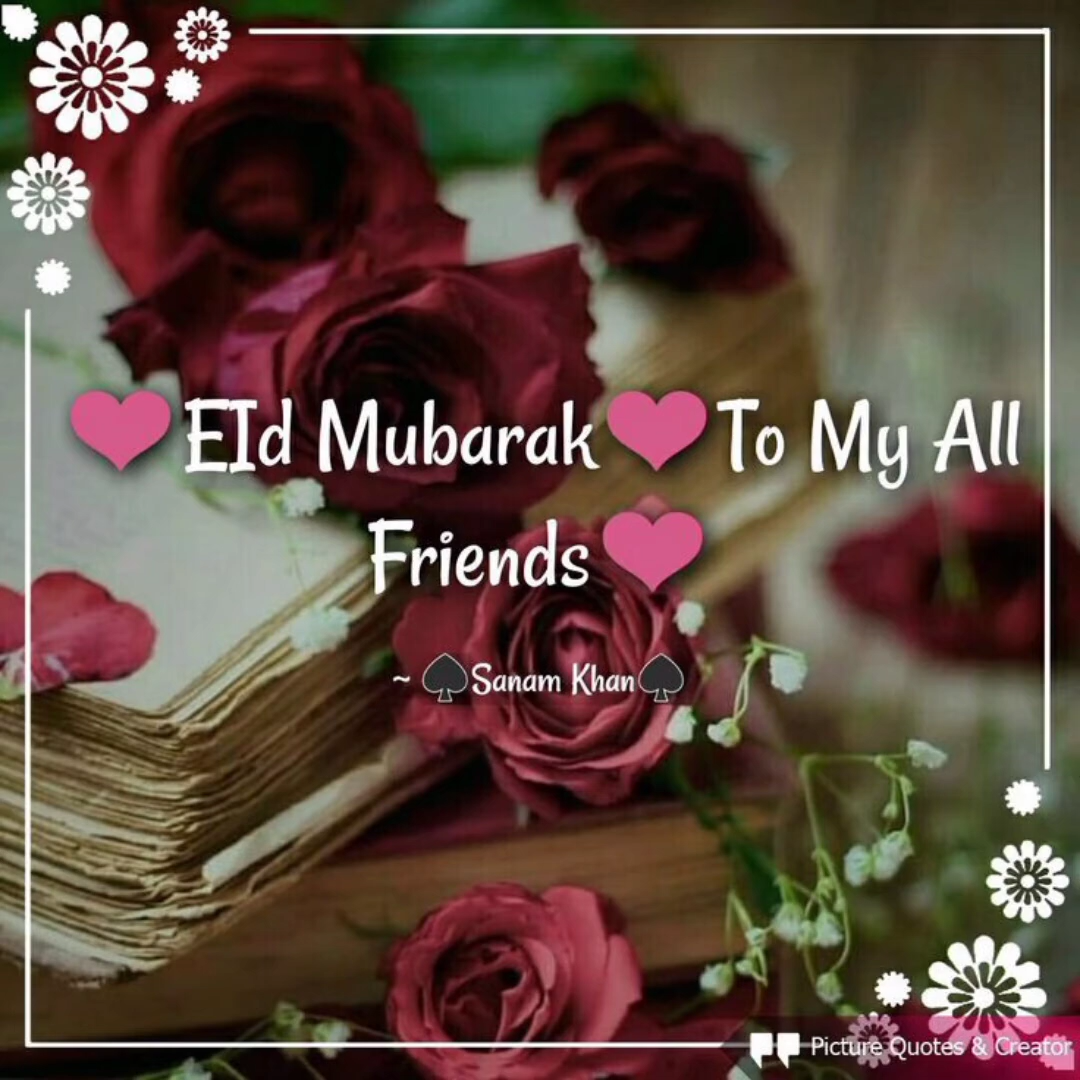 💗EId Mubarak💗To My All
Friends💗
~ ♠Sanam Khan♠
Picture Quotes & Creator